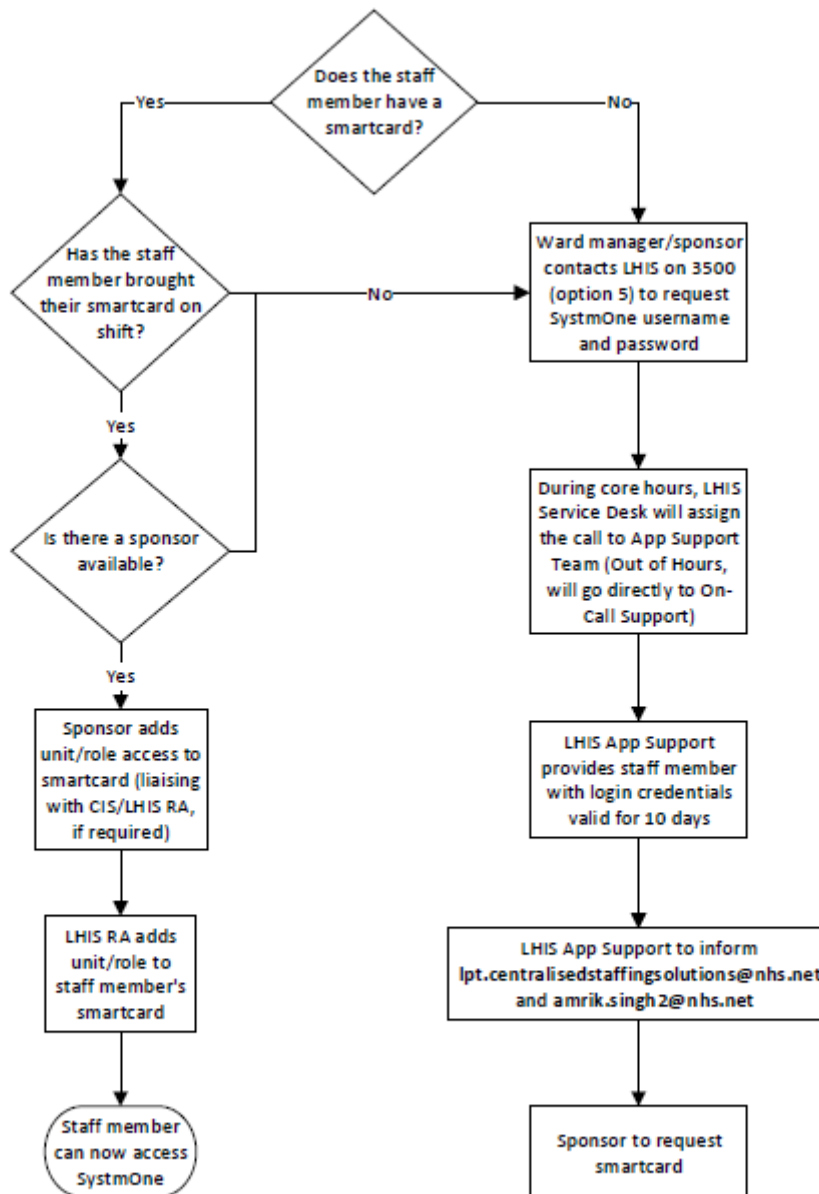 Does the staff
member have a
smartcard?
Yes
No
Has the staff
member brought
their smartcard on
shift?
No
Ward manager/sponsor
contacts LHIS on 3500
(option 5) to request
SystmOne username
and password
Yes
Is there a sponsor
available?
During core hours, LHIS
Service Desk will assign
the call to App Support
Team (Out of Hours,
will go directly to On-
Call Support)
Yes
Sponsor adds
unit/role access to
smartcard (liaising
with CIS/LHIS RA,
if required)
LHIS App Support
provides staff member
with login credentials
valid for 10 days
LHIS RA adds
unit/role to
staff member's
smartcard
LHIS App Support to inform
lpt.centralisedstaffingsolutions@nhs.net
and amrik.singh2@nhs.net
Staff member
can now access
SystmOne
Sponsor to request
smartcard